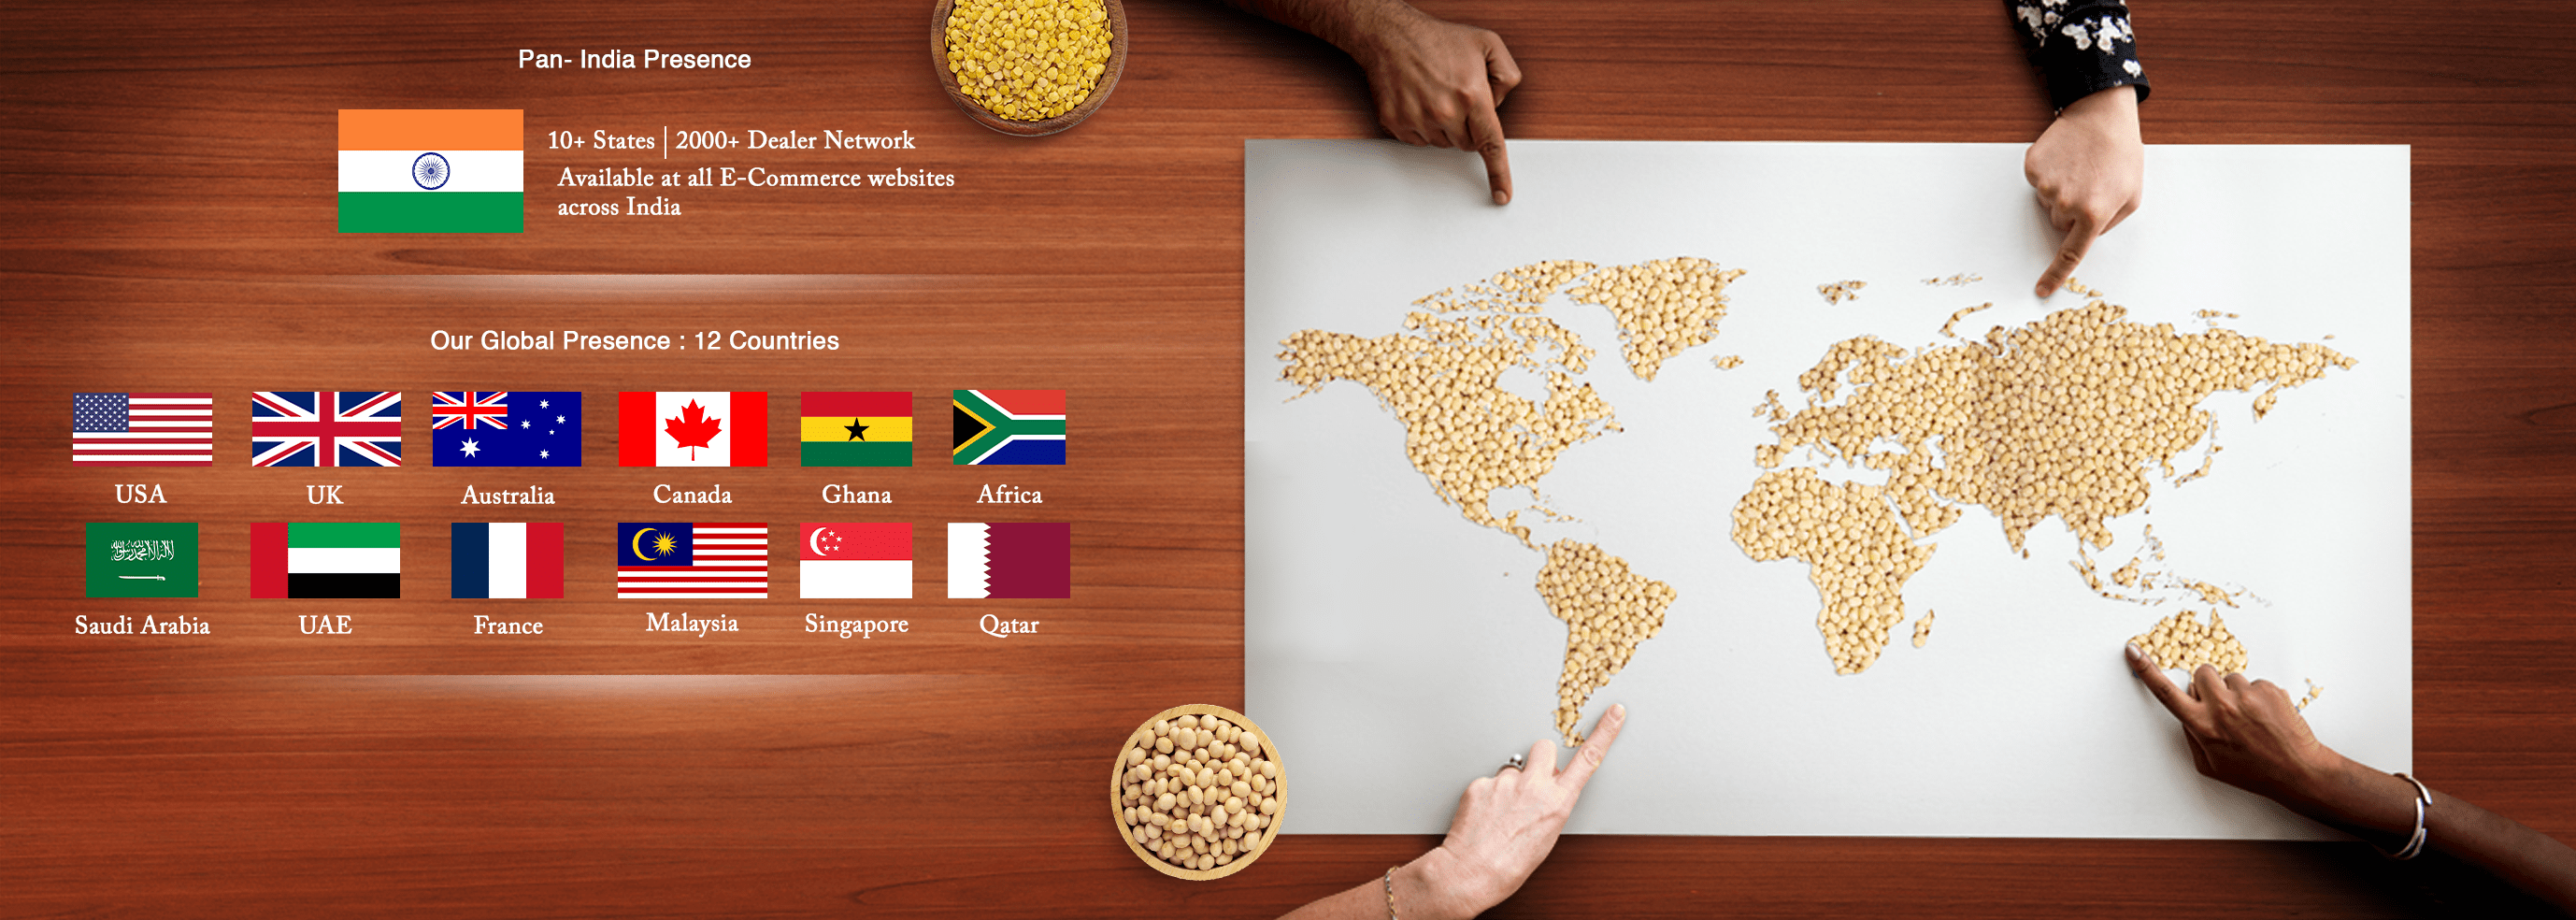 Pan- India Presence
10+ States | 2000+ Dealer Network
Available at all E-Commerce websites
across India
Our Global Presence : 12 Countries
USA
UK
Australia
Canada
Ghana
Africa
Saudi Arabia
UAE
France
Malaysia
Singapore
Qatar